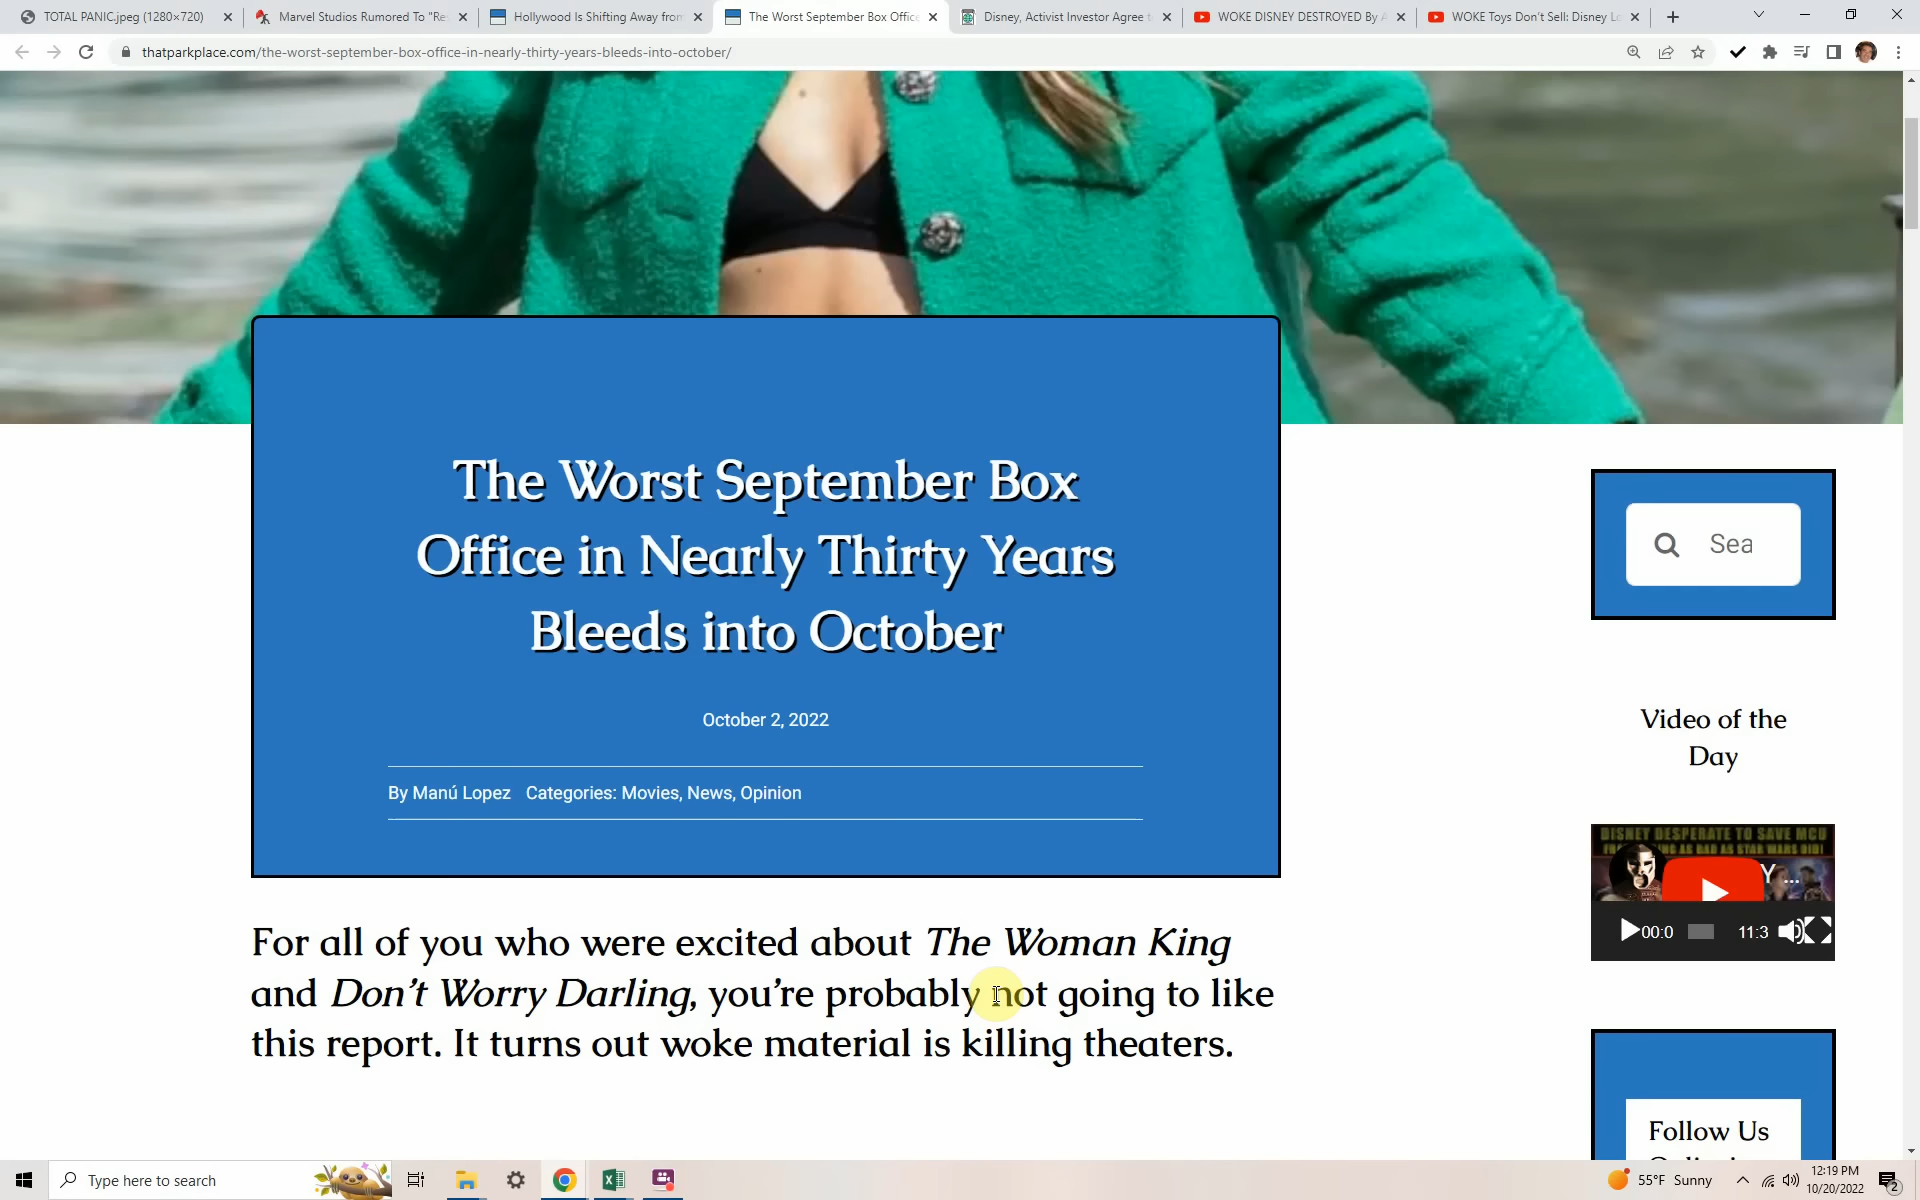 TOTAL PANIC.jpeg (1280×720)
Marvel Studios Rumored To "Re
Hollywood Is Shifting Away from
The Worst September Box Office
Disney, Activist Investor Agree t
WOKE DISNEY DESTROYED By A
WOKE Toys Don't Sell: Disney Lo
thatparkplace.com/the-worst-september-box-office-in-nearly-thirty-years-bleeds-into-october/
The Worst September Box
Office in Nearly Thirty Years
Bleeds into October
October 2, 2022
By Manú Lopez Categories: Movies, News, Opinion
For all of you who were excited about The Woman King
and Don't Worry Darling, you're probably not going to like
this report. It turns out woke material is killing theaters.
Sea
Video of the
Day
DISNEY DESPERATE TO SAVE MCU
Y ...
00:0 11:3
Follow Us
Type here to search
55°F Sunny
12:19 PM
10/20/2022
2